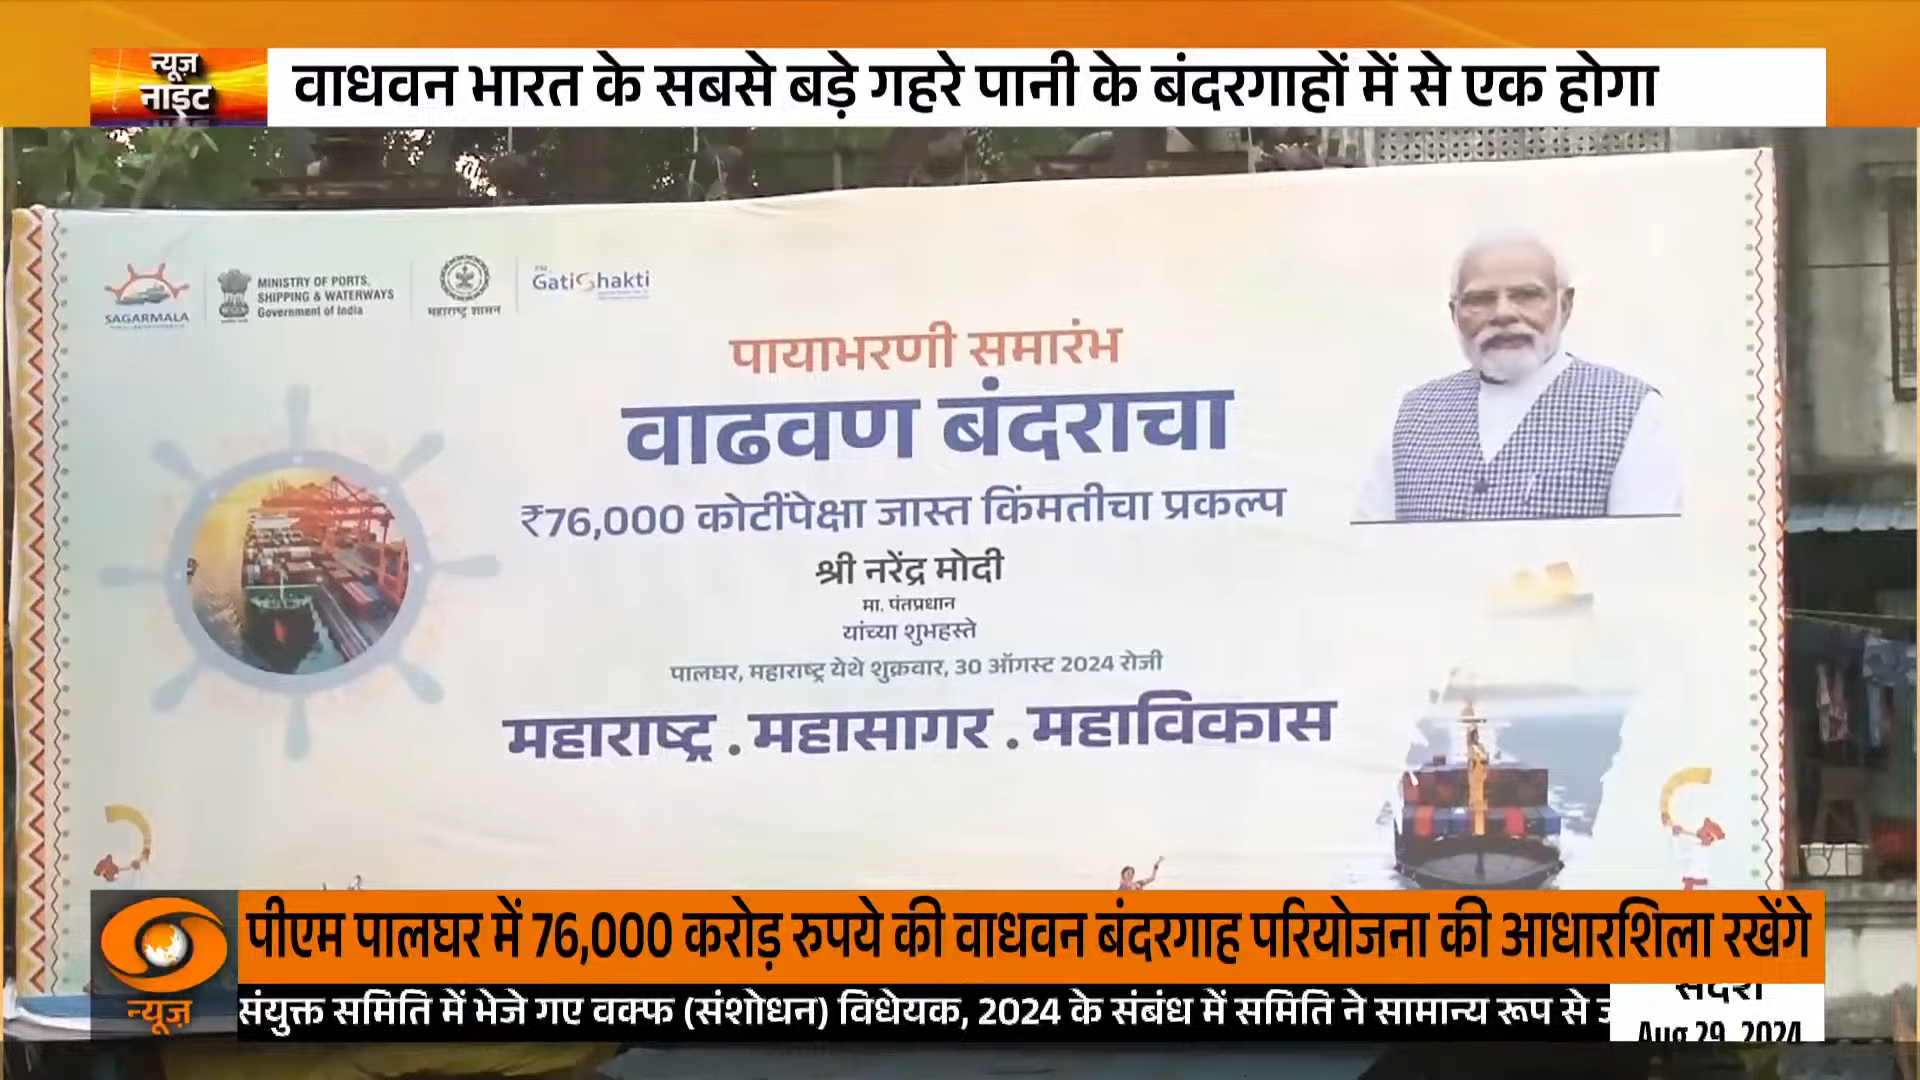 न्यूज़
नाइट
वाधवन भारत के सबसे बड़े गहरे पानी के बंदरगाहों में से एक होगा
SAGARMALA
MINISTRY OF PORTS,
SHIPPING & WATERWAYS
Government of India
महाराष्ट्र शासन
GatiShakti
पायाभरणी समारंभ
वाढवण बंदराचा
₹76,000 कोटींपेक्षा जास्त किंमतीचा प्रकल्प
श्री नरेंद्र मोदी
मा. पंतप्रधान
यांच्या शुभहस्ते
पालघर, महाराष्ट्र येथे शुक्रवार, 30 ऑगस्ट 2024 रोजी
महाराष्ट्र . महासागर . महाविकास
पीएम पालघर में 76,000 करोड़ रुपये की वाधवन बंदरगाह परियोजना की आधारशिला रखेंगे
न्यूज़
संयुक्त समिति में भेजे गए वक्फ (संशोधन) विधेयक, 2024 के संबंध में समिति ने सामान्य रूप से
Aug 29, 2024